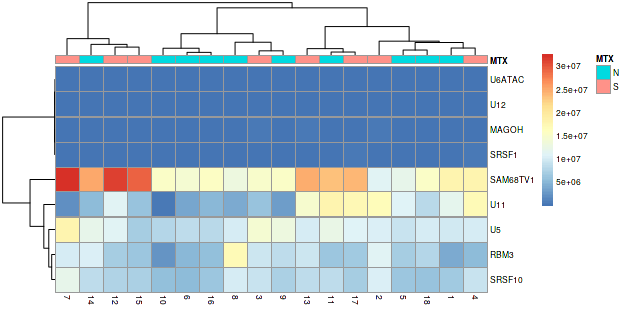 MTX
U6ATAC
U12
MAGOH
SRSF1
SAM68TV1
U11
U5
RBM3
SRSF10
7 14 12 15 10 6 16 8 3 9 13 11 17 2 5 18 1 4
3e+07
2.5e+07
2e+07
1.5e+07
1e+07
5e+06
MTX
N
S